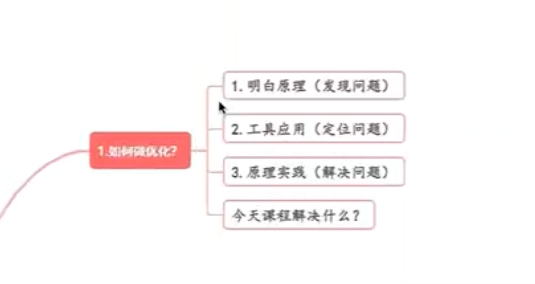 1.如何做优化?
1.明白原理（发现问题）
2.工具应用（定位问题）
3.原理实践（解决问题）
今天课程解决什么?